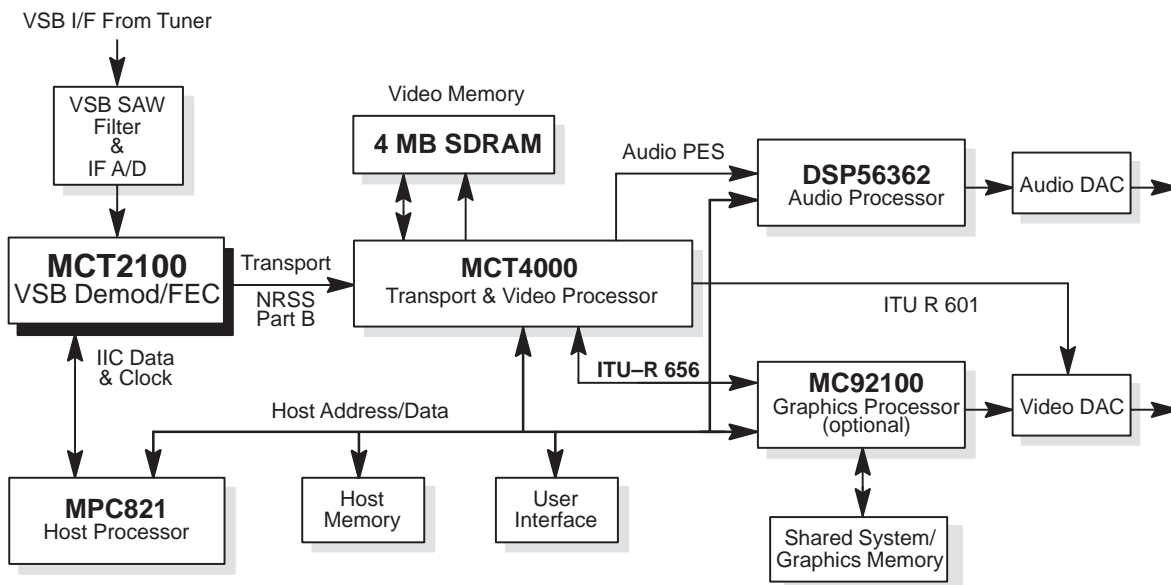 VSB I/F From Tuner
VSB SAW
Filter
&
IF A/D
Video Memory
4 MB SDRAM
Audio PES
DSP56362
Audio Processor
Audio DAC
MCT2100
VSB Demod/FEC
Transport
NRSS
Part B
MCT4000
Transport & Video Processor
ITU R 601
IIC Data
& Clock
ITU–R 656
MC92100
Graphics Processor
(optional)
Video DAC
Host Address/Data
MPC821
Host Processor
Host
Memory
User
Interface
Shared System/
Graphics Memory